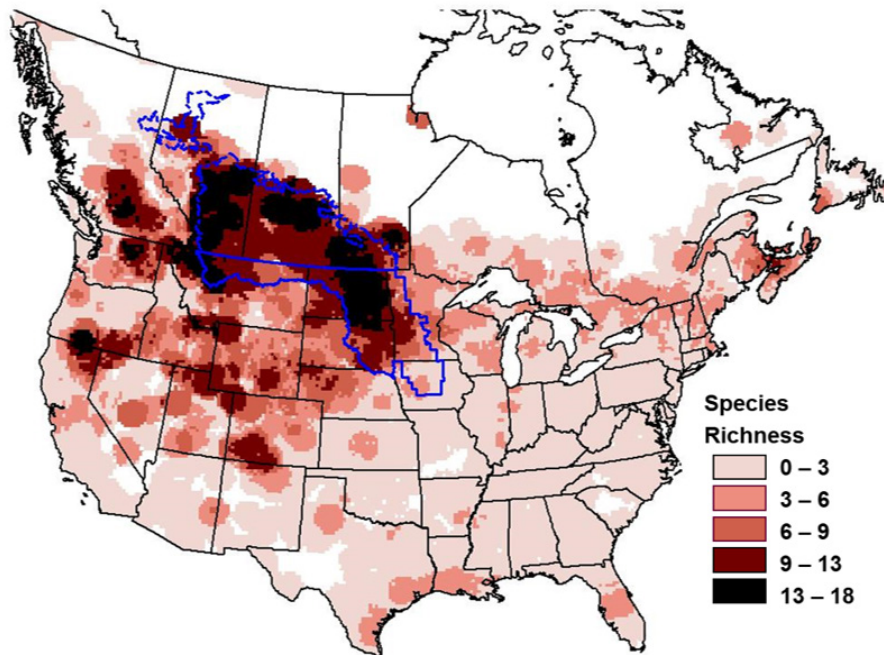 Species
Richness
0 – 3
3 – 6
6 – 9
9 – 13
13 – 18